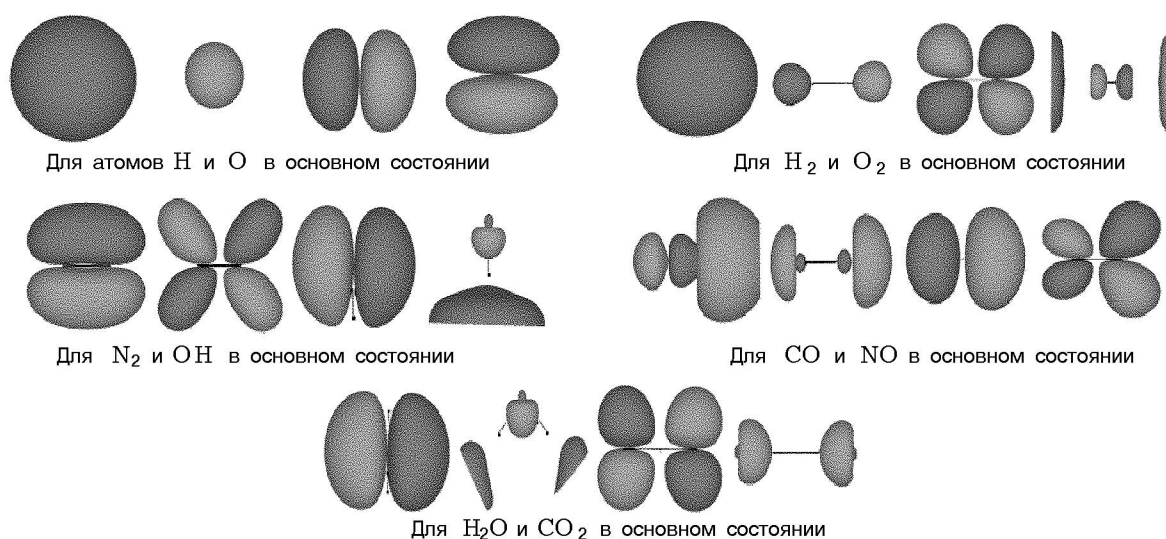 Для атомов H и O в основном состоянии
Для H₂ и O₂ в основном состоянии
Для N₂ и OH в основном состоянии
Для CO и NO в основном состоянии
Для H₂O и CO₂ в основном состоянии